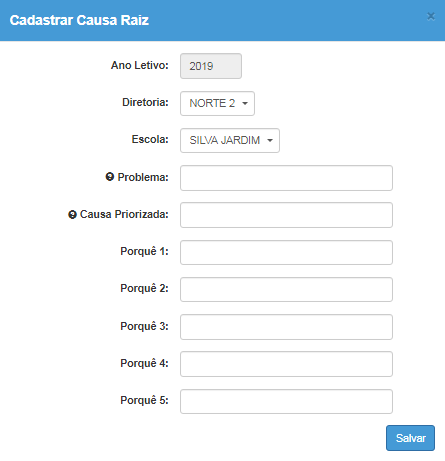 Cadastrar Causa Raiz
×
Ano Letivo: 2019
Diretoria: NORTE 2
Escola: SILVA JARDIM
Problema:
Causa Priorizada:
Porquê 1:
Porquê 2:
Porquê 3:
Porquê 4:
Porquê 5:
Salvar